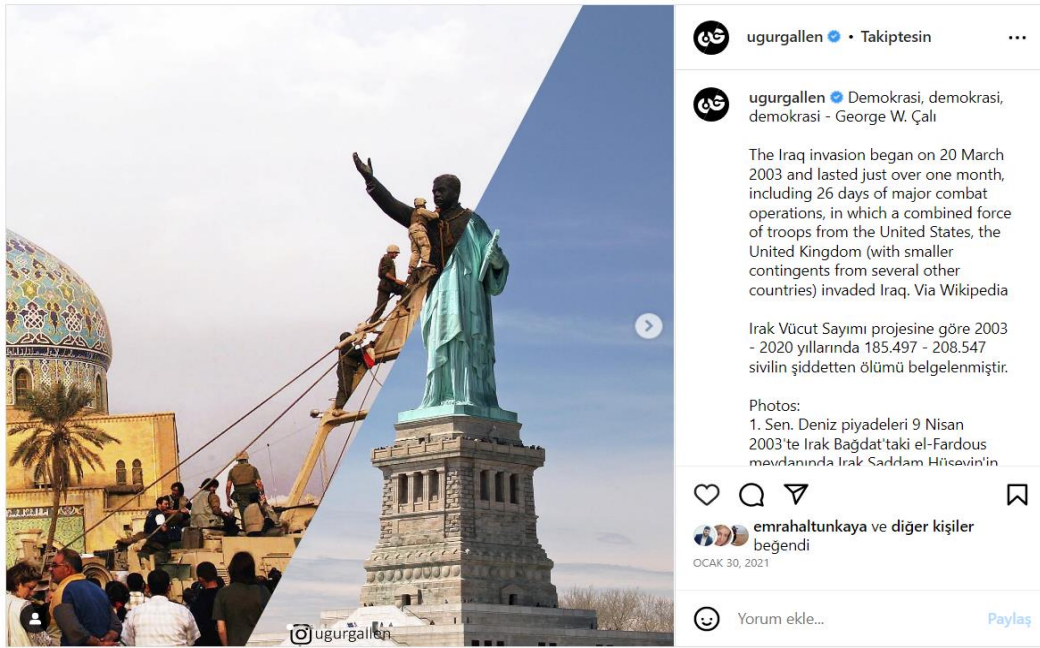 ugurgallen
ugurgallen • Takiptesin
ugurgallen Demokrasi, demokrasi,
demokrasi - George W. Çalı
The Iraq invasion began on 20 March
2003 and lasted just over one month,
including 26 days of major combat
operations, in which a combined force
of troops from the United States, the
United Kingdom (with smaller
contingents from several other
countries) invaded Iraq. Via Wikipedia
Irak Vücut Sayımı projesine göre 2003
- 2020 yıllarında 185.497 - 208.547
sivilin şiddetten ölümü belgelenmiştir.
Photos:
1. Sen. Deniz piyadeleri 9 Nisan
2003'te Irak Bağdat'taki el-Fardous
meydanında Irak Saddam Hüseyin'in
emrahaltunkaya ve diğer kişiler
beğendi
OCAK 30, 2021
Yorum ekle...
Paylaş